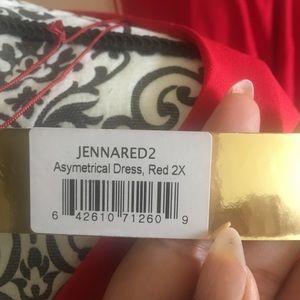 JENNARED2
Asymetrical Dress, Red 2X
6 42610 71260 9